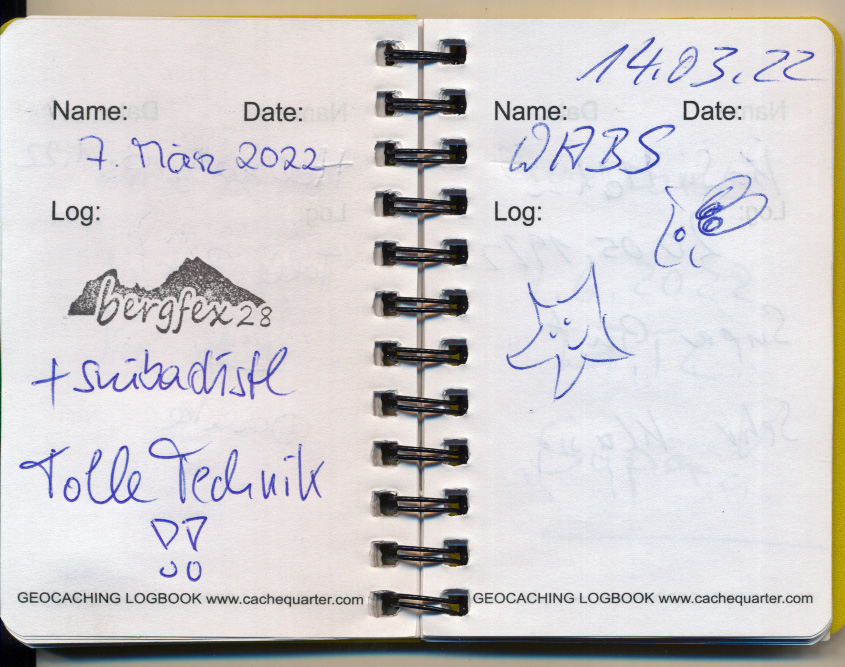 Name: Date:
7. März 2022
Log:
bergfex28
+ snibadistl
Tolle Technik
!!
GEOCACHING LOGBOOK www.cachequarter.com
14.03.22
Name: Date:
WABS
Log:
GEOCACHING LOGBOOK www.cachequarter.com